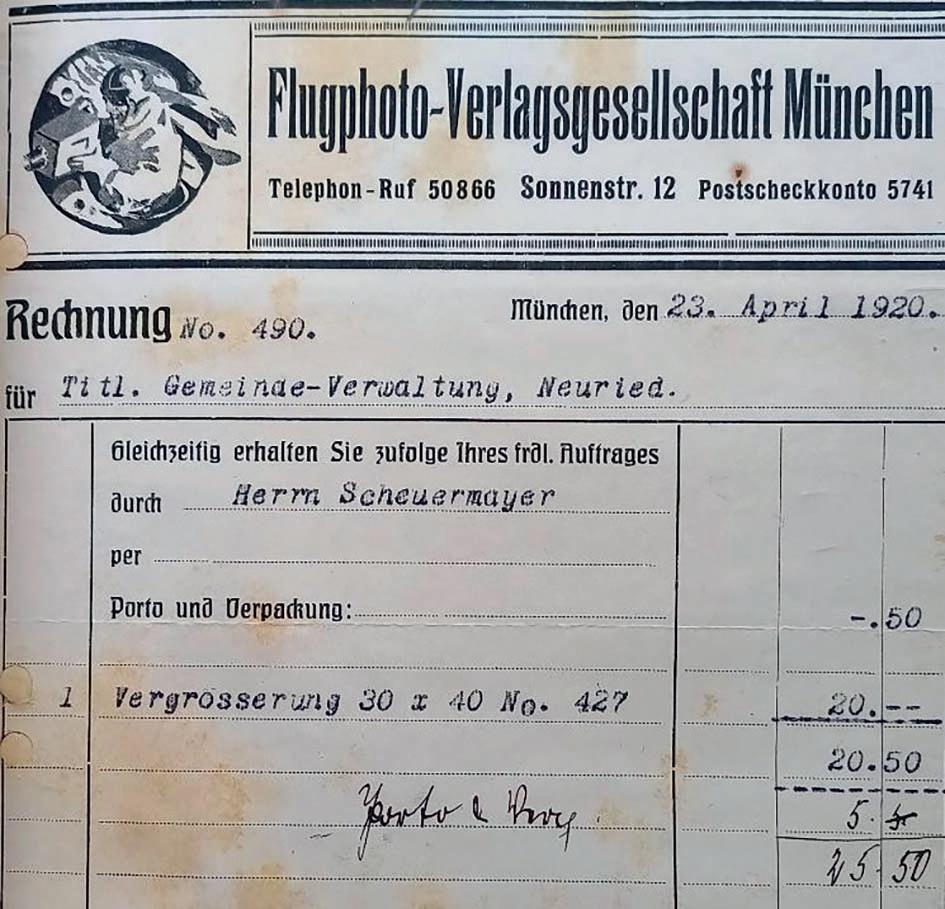 Flugphoto-Verlagsgesellschaft München
Telephon-Ruf 50866 Sonnenstr. 12 Postscheckkonto 5741
Rechnung No. 490. München, den 23. April 1920.
für Titl. Gemeinde-Verwaltung, Neuried.
Gleichzeitig erhalten Sie zufolge Ihres frdl. Auftrages
durch Herrn Scheuermayer
per
Porto und Verpackung: -.50
1 Vergrösserung 30 x 40 No. 427 20.--
20.50
Porto & Verp. 5.
25 50